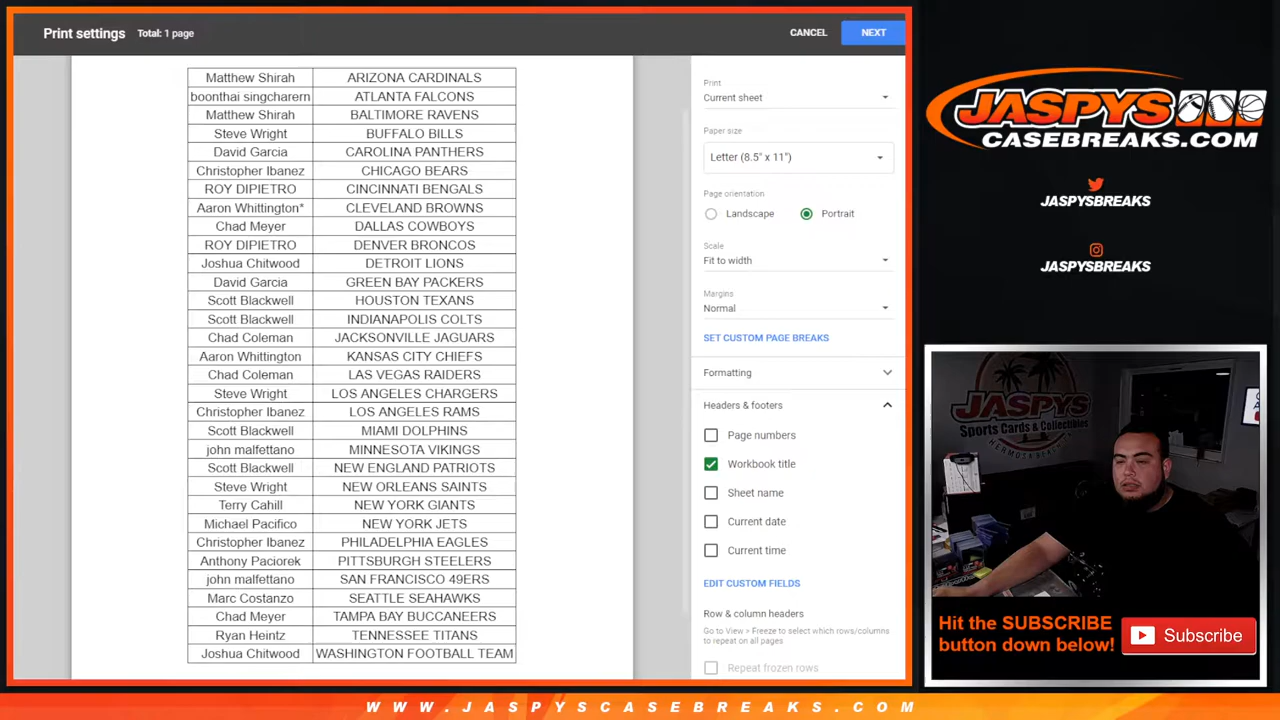 Print settings Total: 1 page CANCEL NEXT
Matthew Shirah ARIZONA CARDINALS
boonthai singcharern ATLANTA FALCONS
Matthew Shirah BALTIMORE RAVENS
Steve Wright BUFFALO BILLS
David Garcia CAROLINA PANTHERS
Christopher Ibanez CHICAGO BEARS
ROY DIPIETRO CINCINNATI BENGALS
Aaron Whittington* CLEVELAND BROWNS
Chad Meyer DALLAS COWBOYS
ROY DIPIETRO DENVER BRONCOS
Joshua Chitwood DETROIT LIONS
David Garcia GREEN BAY PACKERS
Scott Blackwell HOUSTON TEXANS
Scott Blackwell INDIANAPOLIS COLTS
Chad Coleman JACKSONVILLE JAGUARS
Aaron Whittington KANSAS CITY CHIEFS
Chad Coleman LAS VEGAS RAIDERS
Steve Wright LOS ANGELES CHARGERS
Christopher Ibanez LOS ANGELES RAMS
Scott Blackwell MIAMI DOLPHINS
john malfettano MINNESOTA VIKINGS
Scott Blackwell NEW ENGLAND PATRIOTS
Steve Wright NEW ORLEANS SAINTS
Terry Cahill NEW YORK GIANTS
Michael Pacifico NEW YORK JETS
Christopher Ibanez PHILADELPHIA EAGLES
Anthony Paciorek PITTSBURGH STEELERS
john malfettano SAN FRANCISCO 49ERS
Marc Costanzo SEATTLE SEAHAWKS
Chad Meyer TAMPA BAY BUCCANEERS
Ryan Heintz TENNESSEE TITANS
Joshua Chitwood WASHINGTON FOOTBALL TEAM
Print
Current sheet
Paper size
Letter (8.5" x 11")
Page orientation
Landscape Portrait
Scale
Fit to width
Margins
Normal
SET CUSTOM PAGE BREAKS
Formatting
Headers & footers
Page numbers
Workbook title
Sheet name
Current date
Current time
EDIT CUSTOM FIELDS
Row & column headers
Go to View > Freeze to select which rows/columns
to repeat on all pages
Repeat frozen rows
JASPYS
CASEBREAKS.COM
JASPYSBREAKS
JASPYSBREAKS
JASPYS
Sports Cards & Collectibles
HERMOSA BEACH
Hit the SUBSCRIBE
button down below!
Subscribe
WWW.JASPYSCASEBREAKS.COM